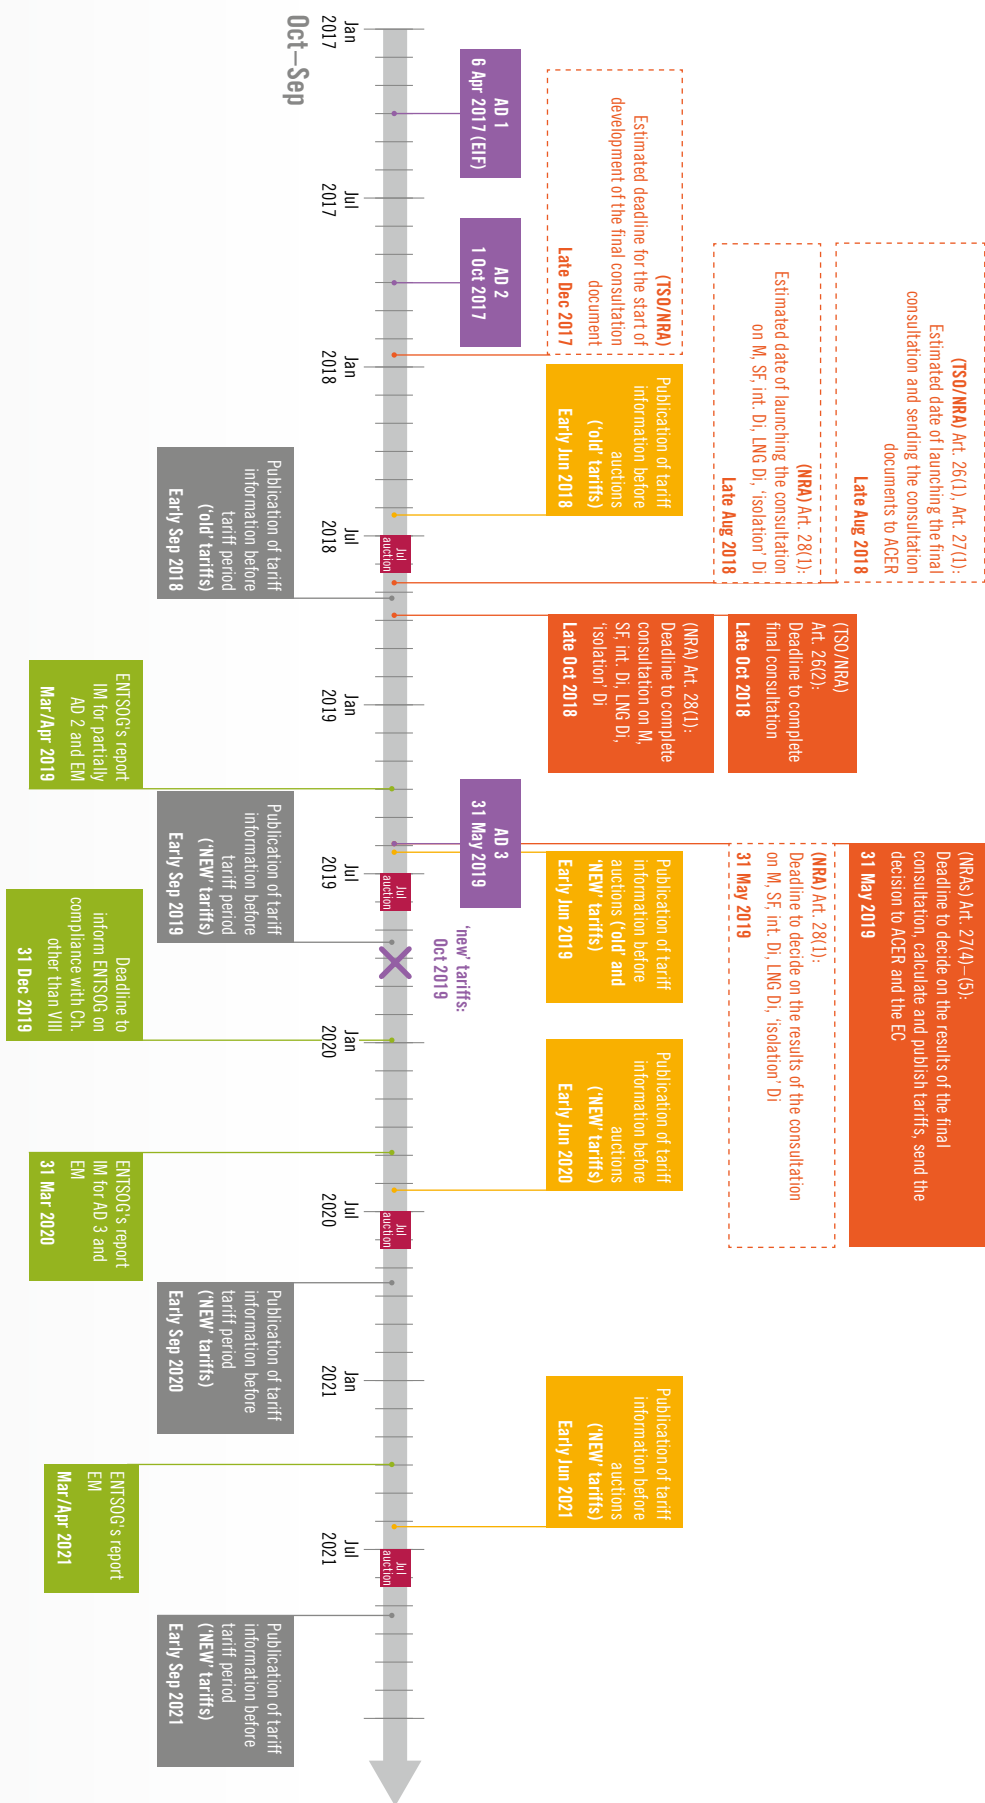 (TSO/NRA) Art. 26(1), Art. 27(1):
Estimated date of launching the final
consultation and sending the consultation
documents to ACER
Late Aug 2018
(NRAs) Art. 27(4)–(5):
Deadline to decide on the results of the final
consultation, calculate and publish tariffs, send the
decision to ACER and the EC
31 May 2019
(NRA) Art. 28(1):
Estimated date of launching the consultation
on M, SF, int. Di, LNG Di, 'isolation' Di
Late Aug 2018
(TSO/NRA)
Art. 26(2):
Deadline to complete
final consultation
Late Oct 2018
(NRA) Art. 28(1):
Deadline to decide on the results of the consultation
on M, SF, int. Di, LNG Di, 'isolation' Di
31 May 2019
(TSO/NRA)
Estimated deadline for the start of
development of the final consultation
document
Late Dec 2017
Publication of tariff
information before
auctions
('old' tariffs)
Early Jun 2018
(NRA) Art. 28(1):
Deadline to complete
consultation on M,
SF, int. Di, LNG Di,
'isolation' Di
Late Oct 2018
Publication of tariff
information before
auctions ('old' and
'NEW' tariffs)
Early Jun 2019
Publication of tariff
information before
auctions
('NEW' tariffs)
Early Jun 2020
Publication of tariff
information before
auctions
('NEW' tariffs)
Early Jun 2021
AD 1
6 Apr 2017 (EIF)
AD 2
1 Oct 2017
AD 3
31 May 2019
'new' tariffs:
Oct 2019
Jul
auction
Jul
auction
Jul
auction
Jul
auction
Jan
2017
Jul
2017
Jan
2018
Jul
2018
Jan
2019
Jul
2019
Jan
2020
Jul
2020
Jan
2021
Jul
2021
Oct–Sep
Publication of tariff
information before
tariff period
('old' tariffs)
Early Sep 2018
Publication of tariff
information before
tariff period
('NEW' tariffs)
Early Sep 2019
Publication of tariff
information before
tariff period
('NEW' tariffs)
Early Sep 2020
Publication of tariff
information before
tariff period
('NEW' tariffs)
Early Sep 2021
ENTSOG's report
IM for partially
AD 2 and EM
Mar/Apr 2019
Deadline to
inform ENTSOG on
compliance with Ch.
other than VIII
31 Dec 2019
ENTSOG's report
IM for AD 3 and
EM
31 Mar 2020
ENTSOG's report
EM
Mar/Apr 2021